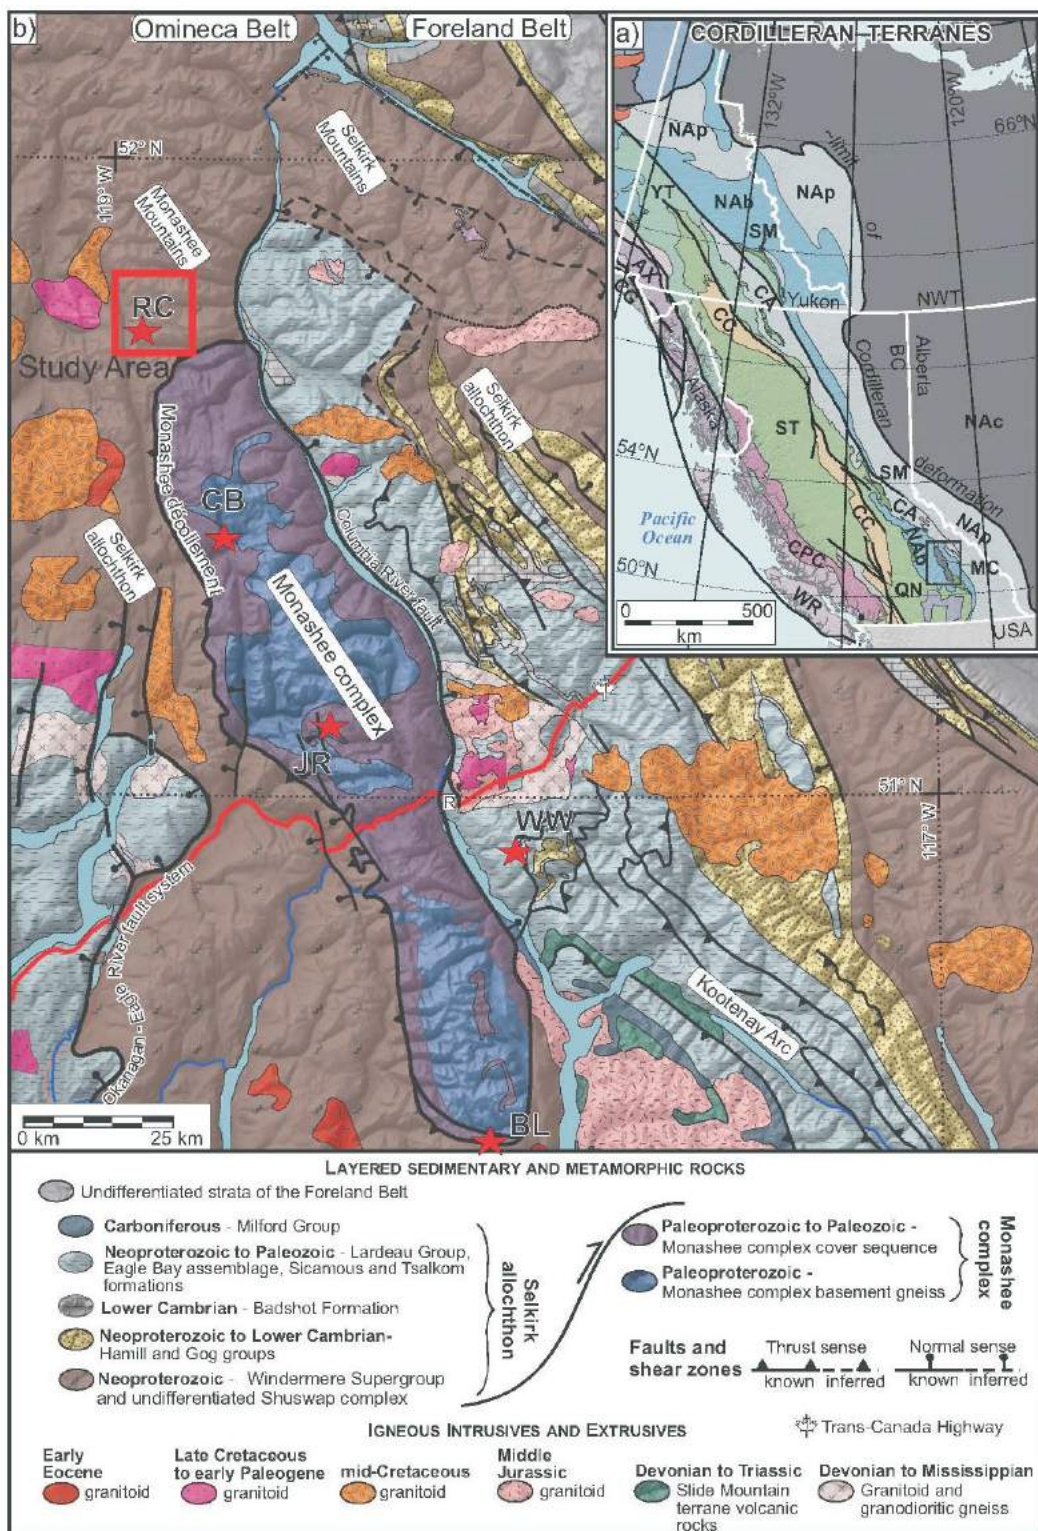 b)
Omineca Belt
Foreland Belt
52° N
119° W
Selkirk
Mountains
Monashee
Mountains
RC
Study Area
Monashee décollement
Selkirk
allochthon
CB
Columbia River fault
Selkirk
allochthon
Monashee complex
JR
R
WW
51° N
117° W
Okanagan - Eagle River fault system
Kootenay Arc
BL
0 km
25 km
a)
CORDILLERAN TERRANES
132°W
120°W
66°N
NAp
NAb
NAp
YT
SM
~limit of Cordilleran deformation
AX
CG
CA
Yukon
NWT
CC
Alaska
Alberta
BC
NAc
ST
54°N
SM
Pacific
Ocean
CC
CA
NAb
NAp
MC
50°N
CPC
QN
WR
0
500
km
USA
LAYERED SEDIMENTARY AND METAMORPHIC ROCKS
Undifferentiated strata of the Foreland Belt
Carboniferous - Milford Group
Neoproterozoic to Paleozoic - Lardeau Group,
Eagle Bay assemblage, Sicamous and Tsalkom
formations
Lower Cambrian - Badshot Formation
Neoproterozoic to Lower Cambrian-
Hamill and Gog groups
Neoproterozoic - Windermere Supergroup
and undifferentiated Shuswap complex
Selkirk
allochthon
Paleoproterozoic to Paleozoic -
Monashee complex cover sequence
Paleoproterozoic -
Monashee complex basement gneiss
Monashee
complex
Faults and
shear zones
Thrust sense
known inferred
Normal sense
known inferred
Trans-Canada Highway
IGNEOUS INTRUSIVES AND EXTRUSIVES
Early
Eocene
granitoid
Late Cretaceous
to early Paleogene
granitoid
mid-Cretaceous
granitoid
Middle
Jurassic
granitoid
Devonian to Triassic
Slide Mountain
terrane volcanic
rocks
Devonian to Mississippian
Granitoid and
granodioritic gneiss